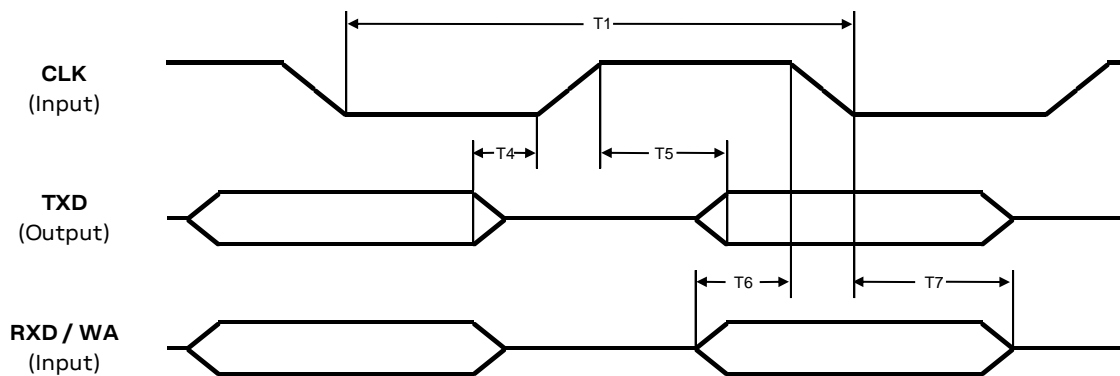 T1
CLK
(Input)
T4
T5
TXD
(Output)
T6
T7
RXD / WA
(Input)